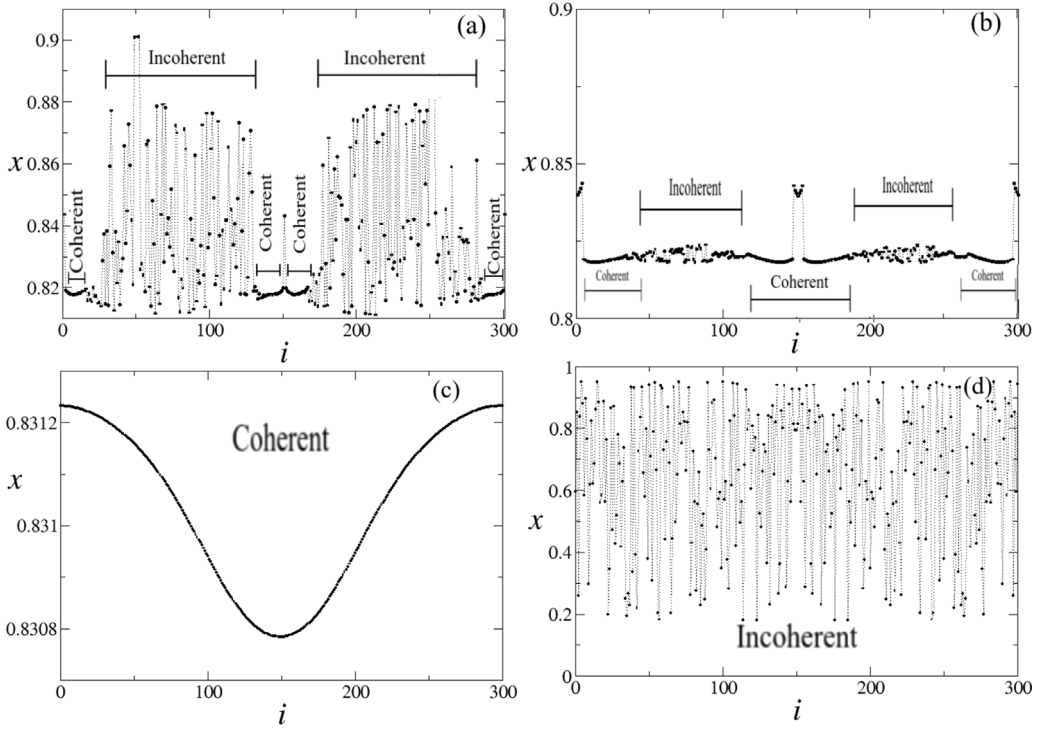 (a)
Incoherent
Incoherent
Coherent
Coherent
Coherent
Coherent
x
0.9
0.88
0.86
0.84
0.82
0
100
200
300
i
(b)
Incoherent
Incoherent
Coherent
Coherent
Coherent
x
0.9
0.85
0.8
0
100
200
300
i
(c)
Coherent
x
0.8312
0.831
0.8308
0
100
200
300
i
(d)
Incoherent
x
1
0.8
0.6
0.4
0.2
0
0
100
200
300
i